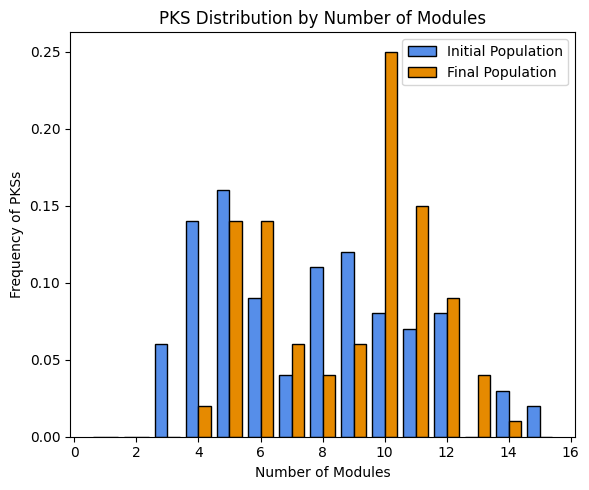 PKS Distribution by Number of Modules
Initial Population
Final Population
Frequency of PKSs
0.25
0.20
0.15
0.10
0.05
0.00
0 2 4 6 8 10 12 14 16
Number of Modules